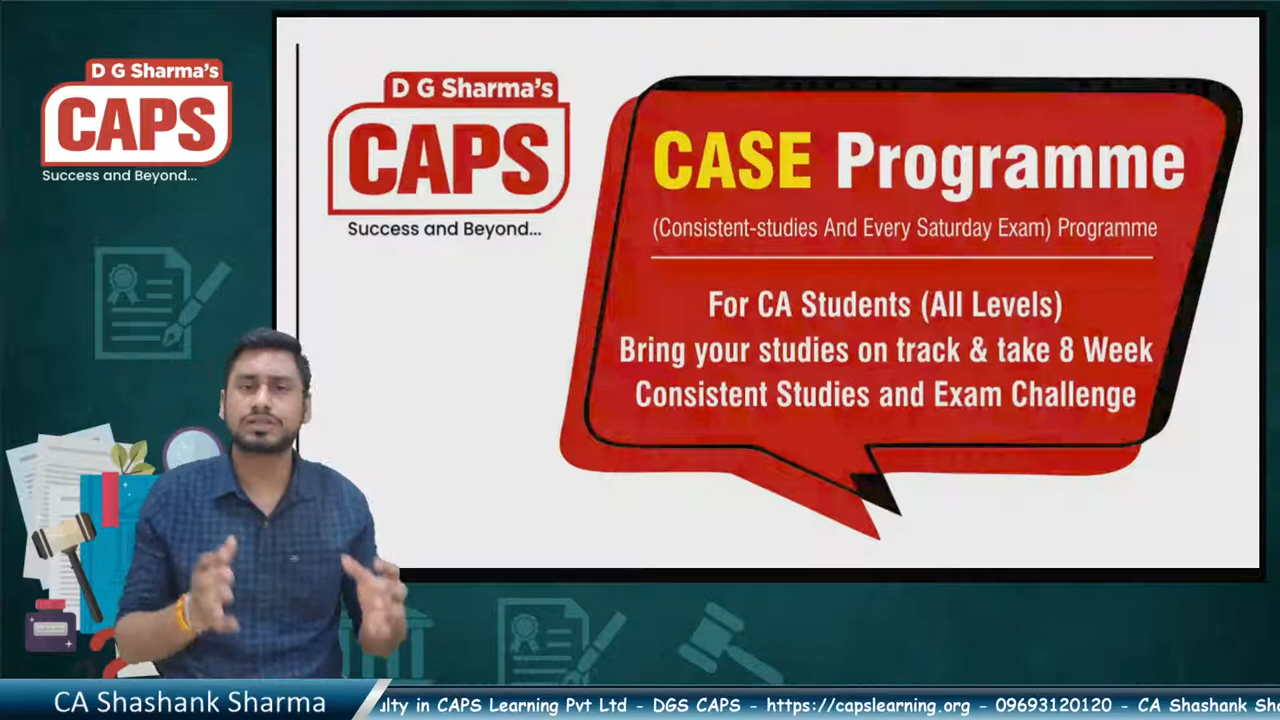 D G Sharma's
CAPS
Success and Beyond...
D G Sharma's
CAPS
Success and Beyond...
CASE Programme
(Consistent-studies And Every Saturday Exam) Programme
For CA Students (All Levels)
Bring your studies on track & take 8 Week
Consistent Studies and Exam Challenge
CA Shashank Sharma
in CAPS Learning Pvt Ltd - DGS CAPS - https://capslearning.org - 09693120120 - CA Shashank